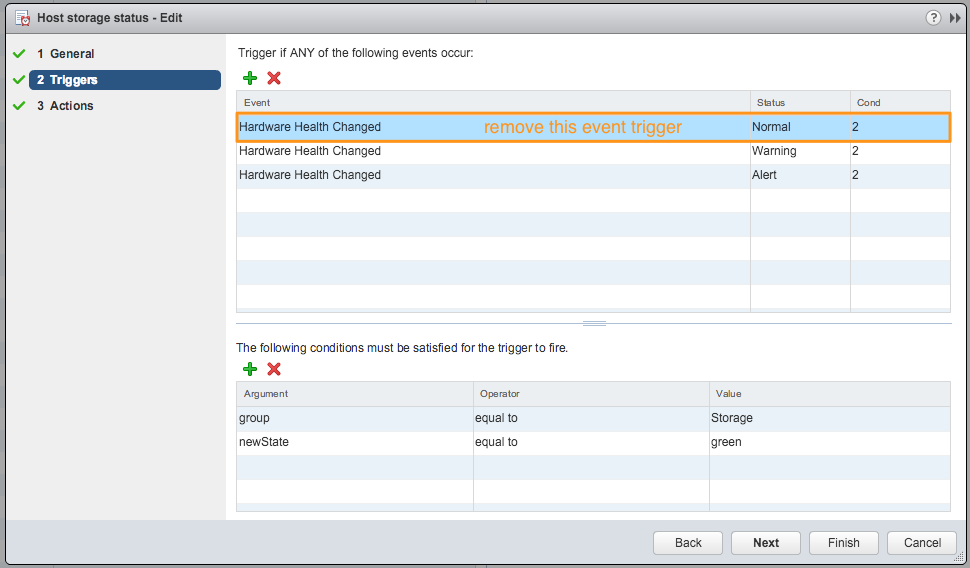 Host storage status - Edit
?
1 General
2 Triggers
3 Actions
Trigger if ANY of the following events occur:
Event Status Cond
Hardware Health Changed remove this event trigger Normal 2
Hardware Health Changed Warning 2
Hardware Health Changed Alert 2
The following conditions must be satisfied for the trigger to fire.
Argument Operator Value
group equal to Storage
newState equal to green
Back Next Finish Cancel